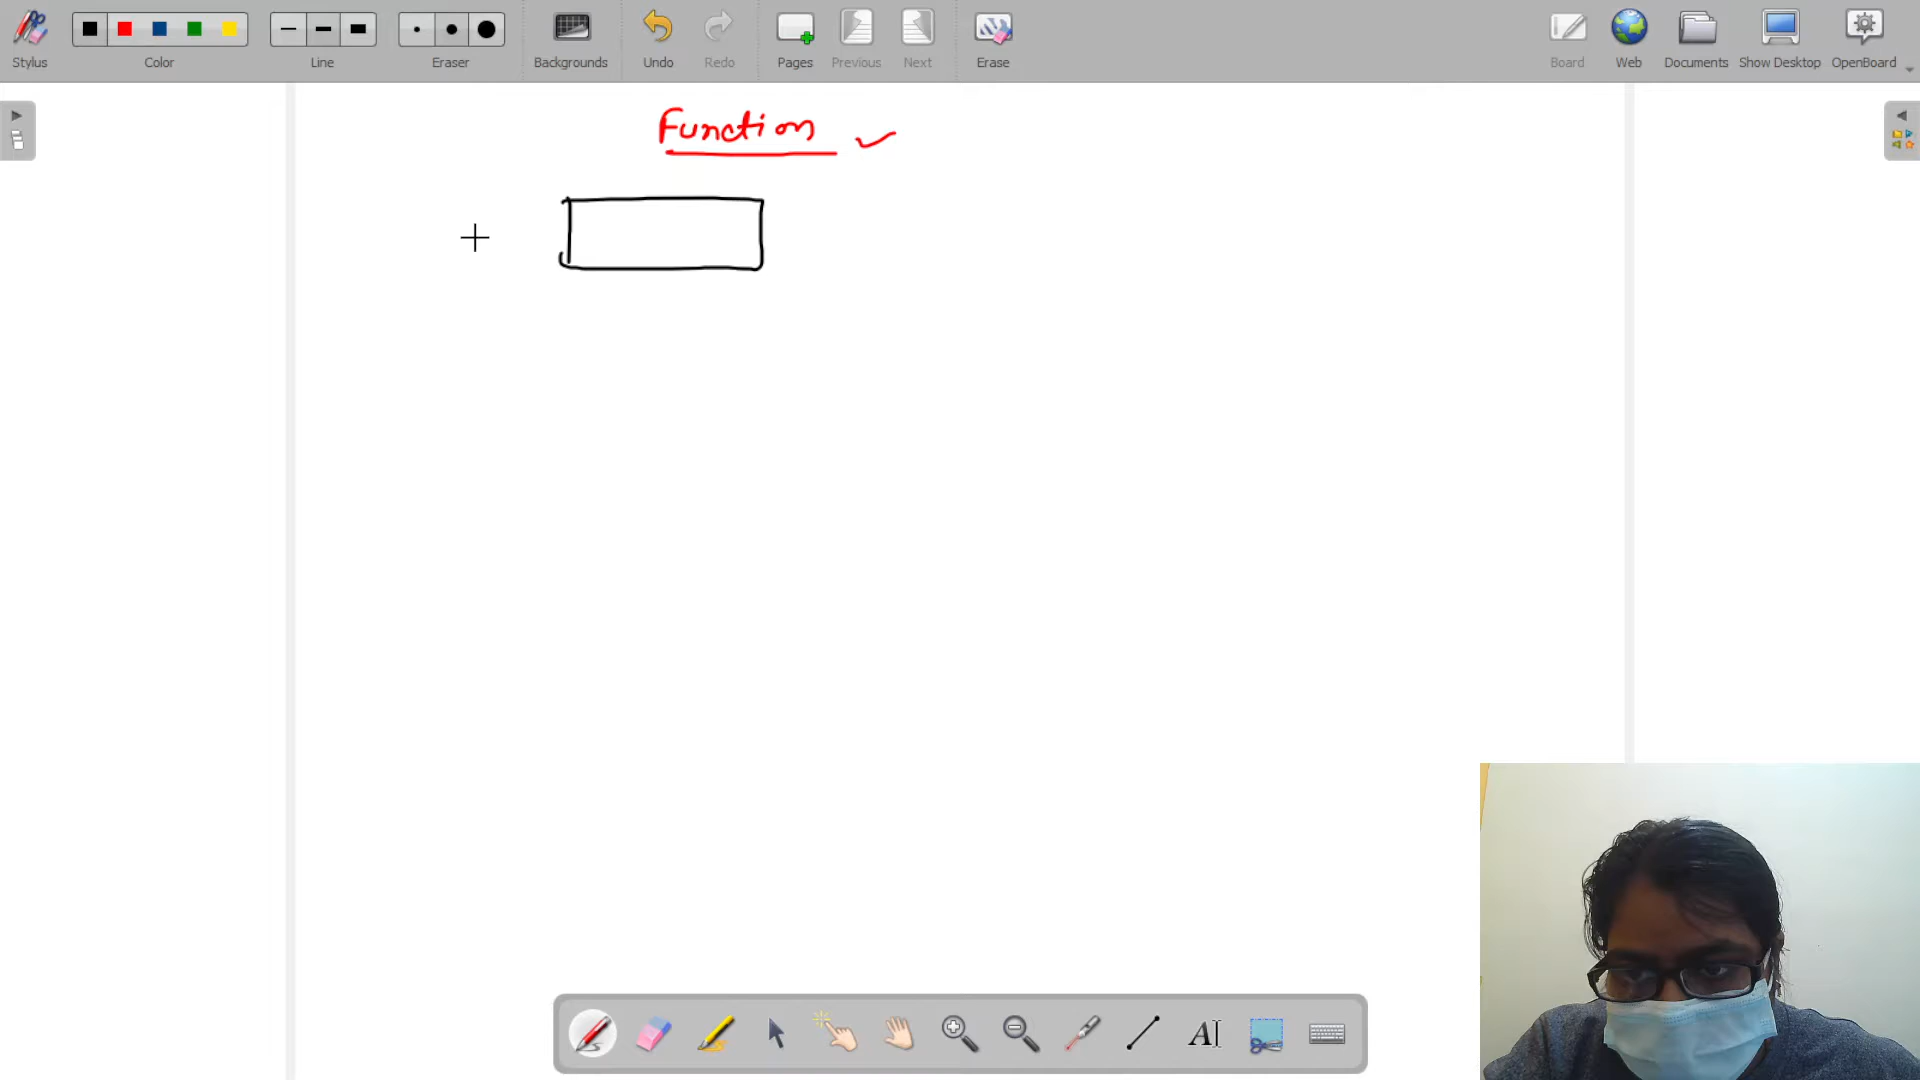 Stylus
Color
Line
Eraser
Backgrounds
Undo
Redo
Pages
Previous
Next
Erase
Board
Web
Documents
Show Desktop
OpenBoard
Function
A